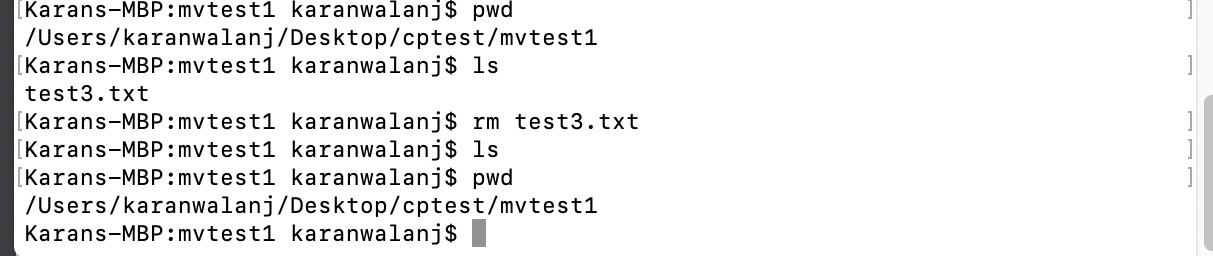 [Karans-MBP:mvtest1 karanwalanj$ pwd ]
/Users/karanwalanj/Desktop/cptest/mvtest1
[Karans-MBP:mvtest1 karanwalanj$ ls ]
test3.txt
[Karans-MBP:mvtest1 karanwalanj$ rm test3.txt ]
[Karans-MBP:mvtest1 karanwalanj$ ls ]
[Karans-MBP:mvtest1 karanwalanj$ pwd ]
/Users/karanwalanj/Desktop/cptest/mvtest1
Karans-MBP:mvtest1 karanwalanj$